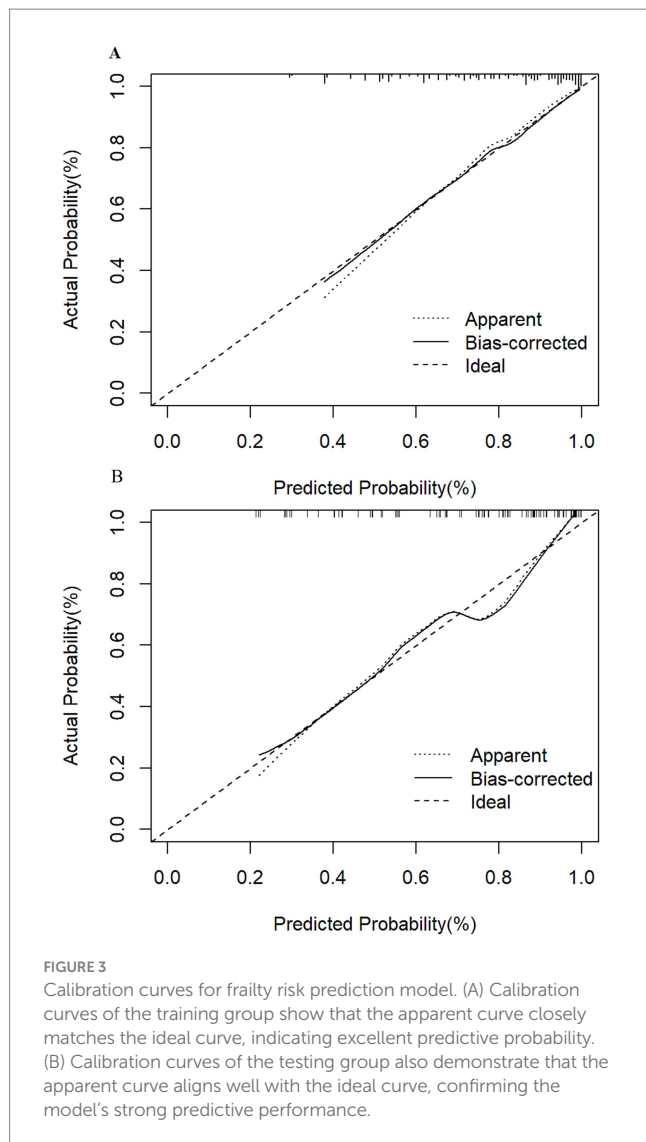 A
Actual Probability(%)
1.0
0.8
0.6
0.4
0.2
0.0
Apparent
Bias-corrected
Ideal
0.0 0.2 0.4 0.6 0.8 1.0
Predicted Probability(%)
B
Actual Probability(%)
1.0
0.8
0.6
0.4
0.2
0.0
Apparent
Bias-corrected
Ideal
0.0 0.2 0.4 0.6 0.8 1.0
Predicted Probability(%)
FIGURE 3
Calibration curves for frailty risk prediction model. (A) Calibration
curves of the training group show that the apparent curve closely
matches the ideal curve, indicating excellent predictive probability.
(B) Calibration curves of the testing group also demonstrate that the
apparent curve aligns well with the ideal curve, confirming the
model’s strong predictive performance.